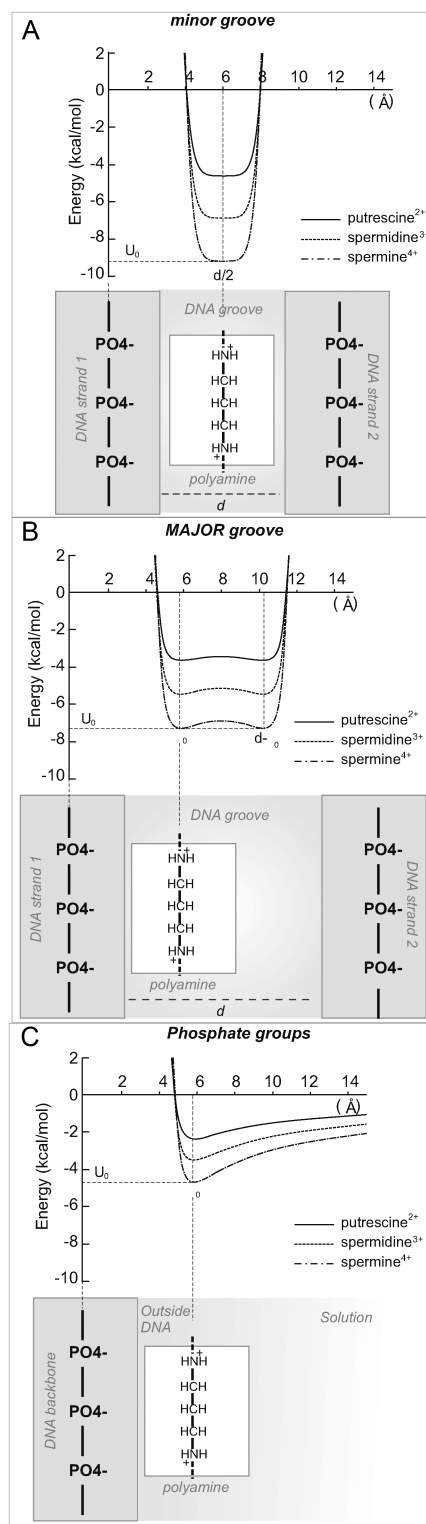 A
minor groove
Energy (kcal/mol)
2
0
-2
-4
-6
-8
-10
2 4 6 8 10 12 14
(Å)
U0
d/2
putrescine2+
spermidine3+
spermine4+
DNA strand 1
PO4-
PO4-
PO4-
DNA groove
+
HNH
HCH
HCH
HCH
HNH
+
polyamine
d
DNA strand 2
PO4-
PO4-
PO4-
B
MAJOR groove
Energy (kcal/mol)
2
0
-2
-4
-6
-8
-10
2 4 6 8 10 12 14
(Å)
U0
0
d- 0
putrescine2+
spermidine3+
spermine4+
DNA strand 1
PO4-
PO4-
PO4-
DNA groove
+
HNH
HCH
HCH
HCH
HNH
+
polyamine
d
DNA strand 2
PO4-
PO4-
PO4-
C
Phosphate groups
Energy (kcal/mol)
2
0
-2
-4
-6
-8
-10
2 4 6 8 10 12 14
(Å)
U0
0
putrescine2+
spermidine3+
spermine4+
DNA backbone
PO4-
PO4-
PO4-
Outside
DNA
Solution
+
HNH
HCH
HCH
HCH
HNH
+
polyamine